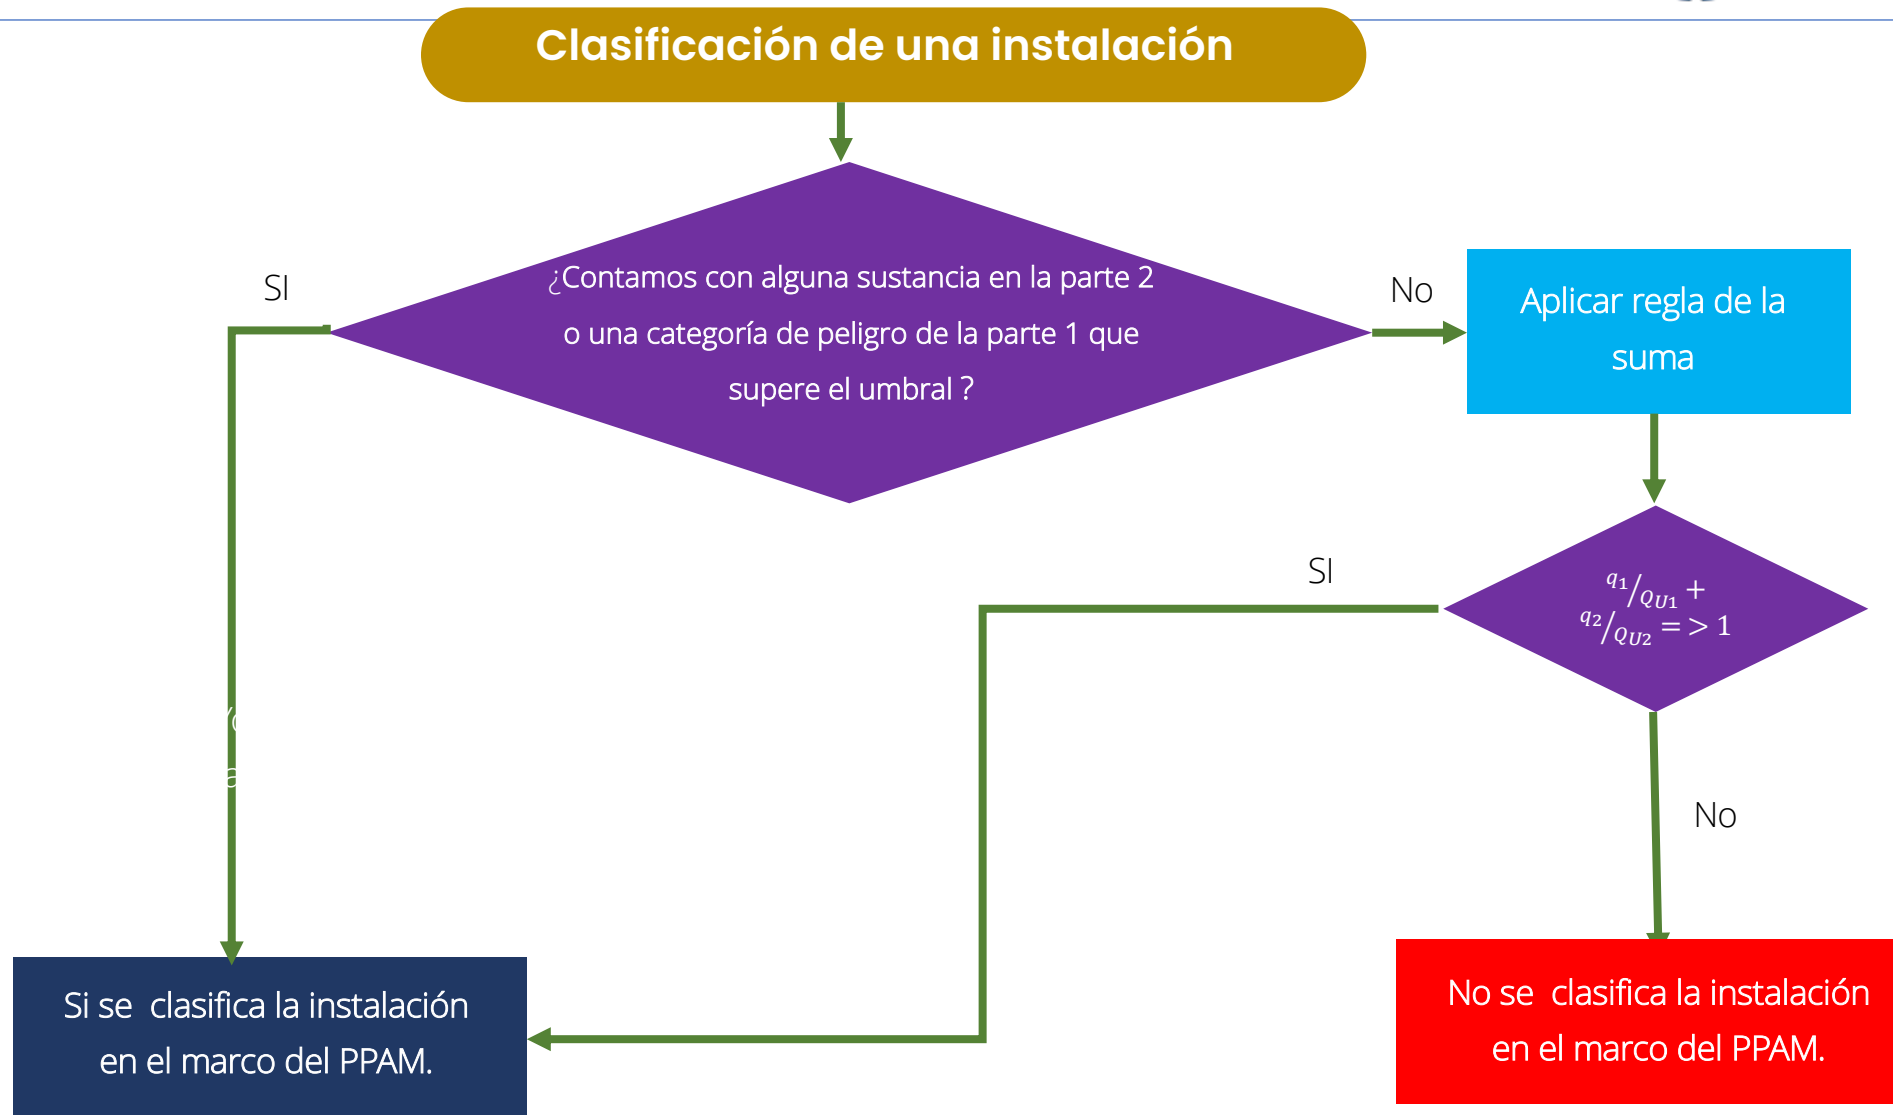 Clasificación de una instalación
SI
¿Contamos con alguna sustancia en la parte 2
o una categoría de peligro de la parte 1 que
supere el umbral ?
No
Aplicar regla de la
suma
SI
q1/QU1 +
q2/QU2 = > 1
No
Si se clasifica la instalación
en el marco del PPAM.
No se clasifica la instalación
en el marco del PPAM.